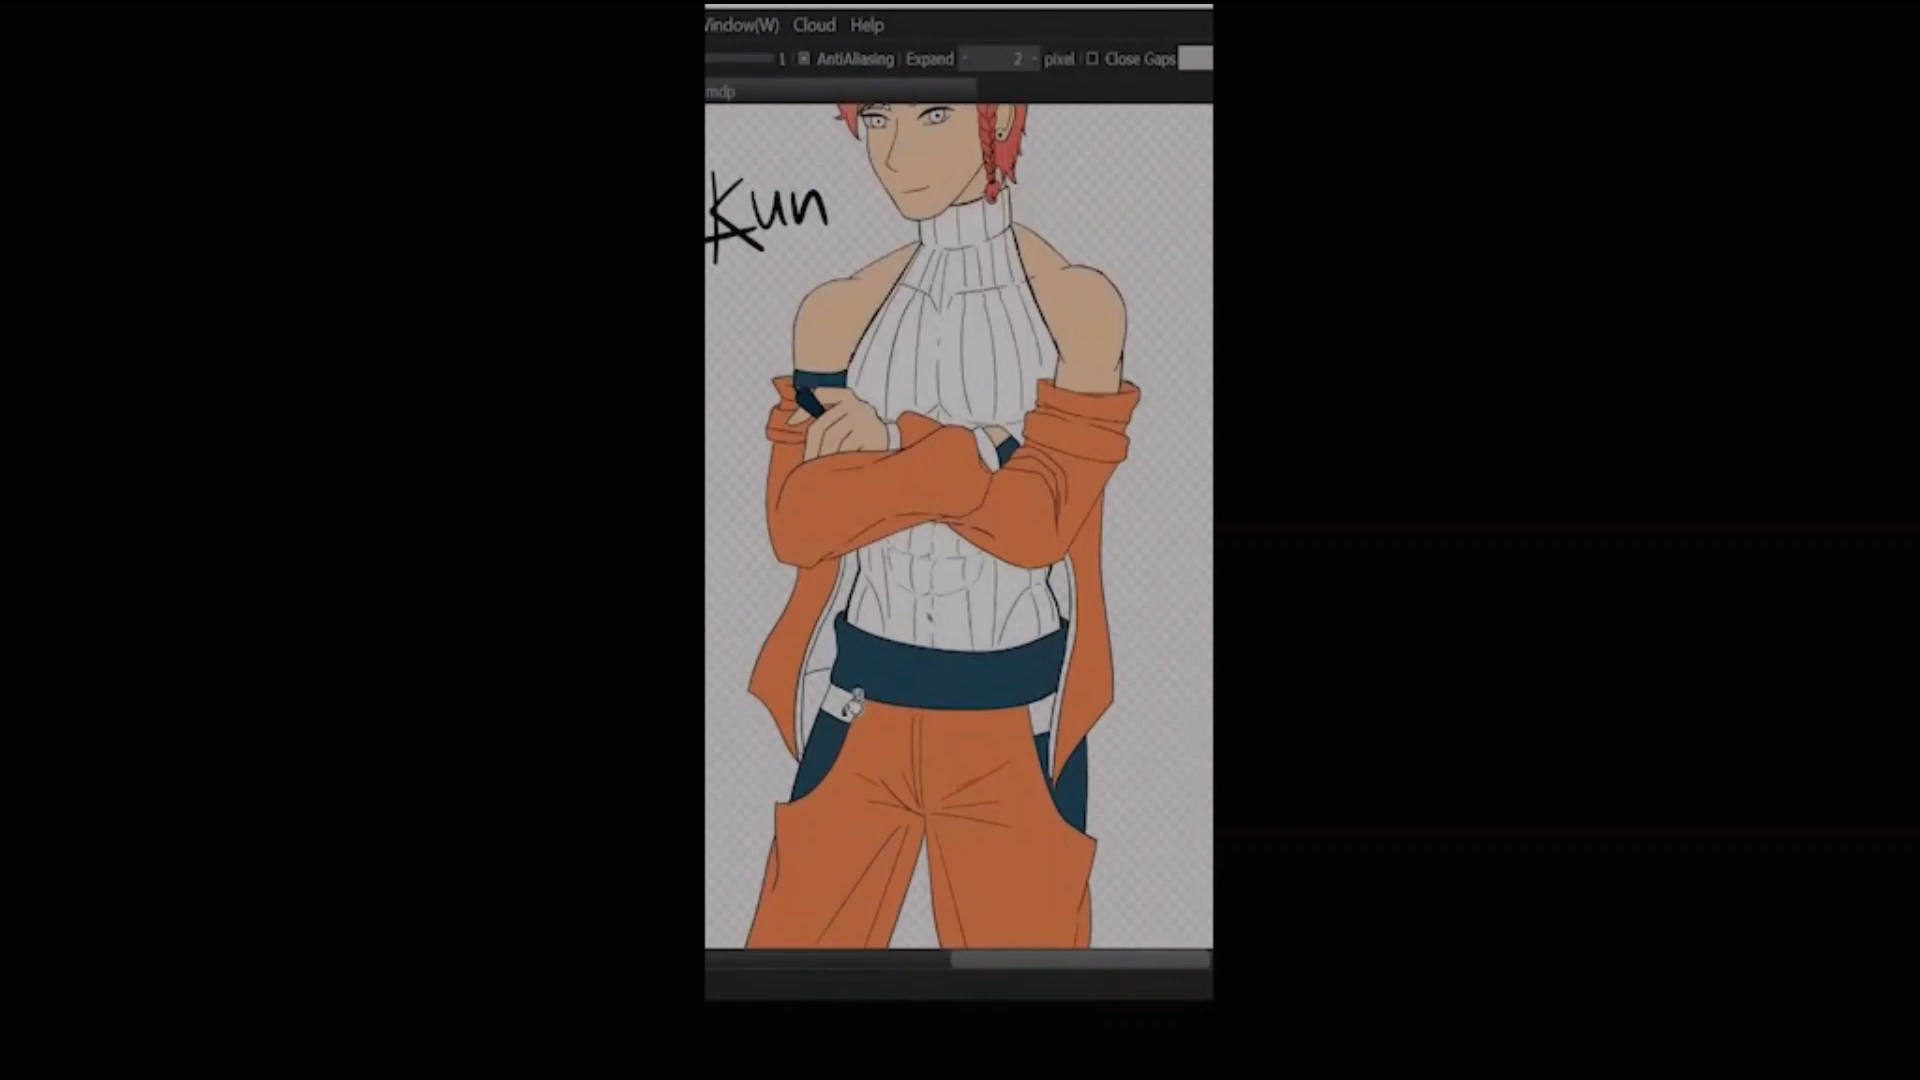 Window(W) Cloud Help
1 AntiAliasing Expand 2 pixel Close Gaps
mdp
Kun